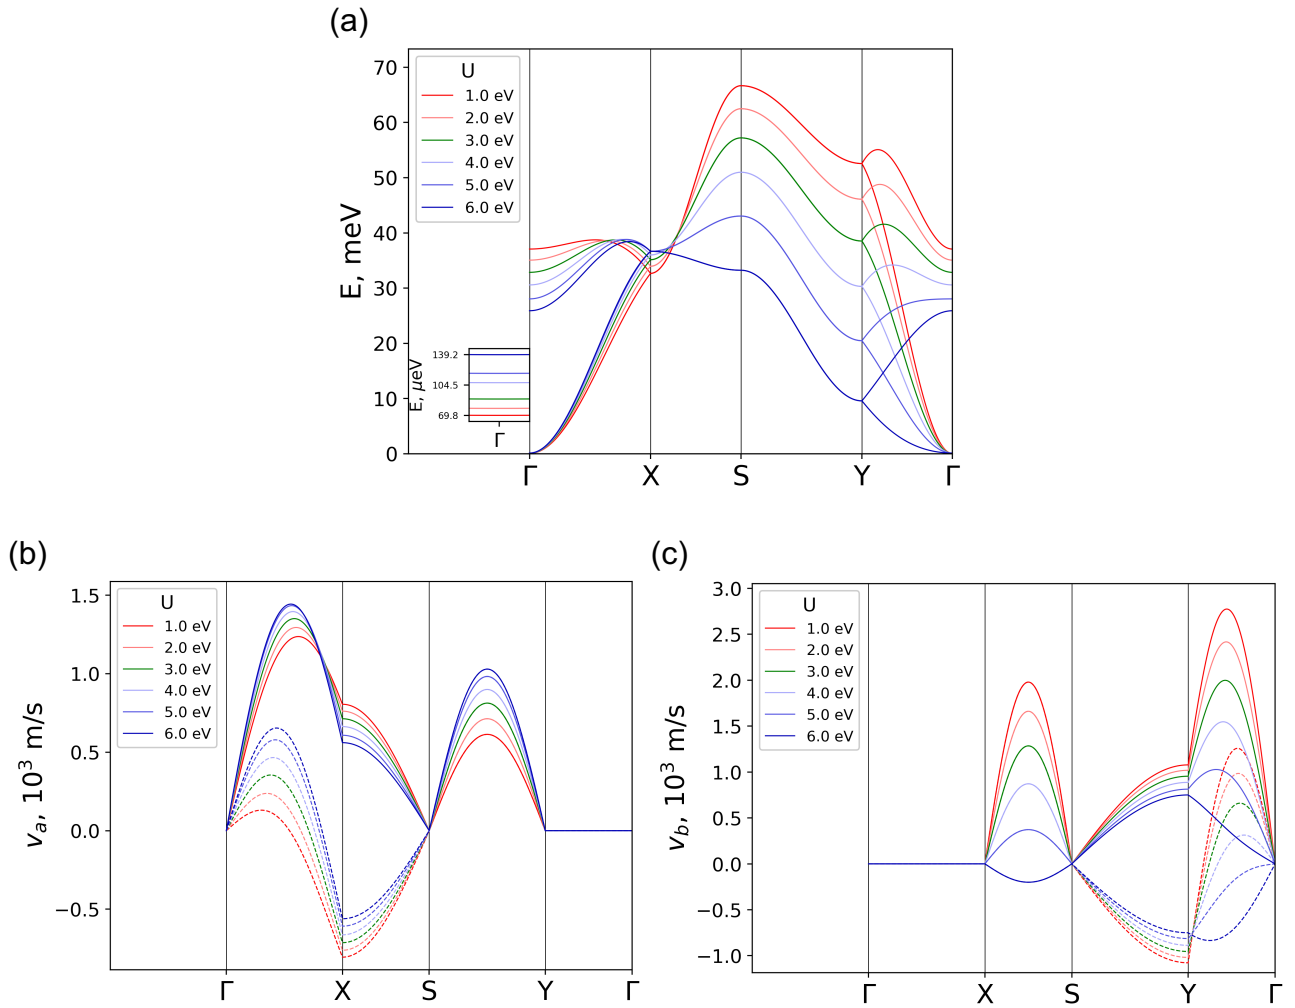 (a)
70
60
50
40
30
20
10
0
E, meV
U
1.0 eV
2.0 eV
3.0 eV
4.0 eV
5.0 eV
6.0 eV
139.2
104.5
69.8
E, μeV
Γ
Γ X S Y Γ
(b)
1.5
1.0
0.5
0.0
−0.5
v_a, 10³ m/s
U
1.0 eV
2.0 eV
3.0 eV
4.0 eV
5.0 eV
6.0 eV
Γ X S Y Γ
(c)
3.0
2.5
2.0
1.5
1.0
0.5
0.0
−0.5
−1.0
v_b, 10³ m/s
U
1.0 eV
2.0 eV
3.0 eV
4.0 eV
5.0 eV
6.0 eV
Γ X S Y Γ